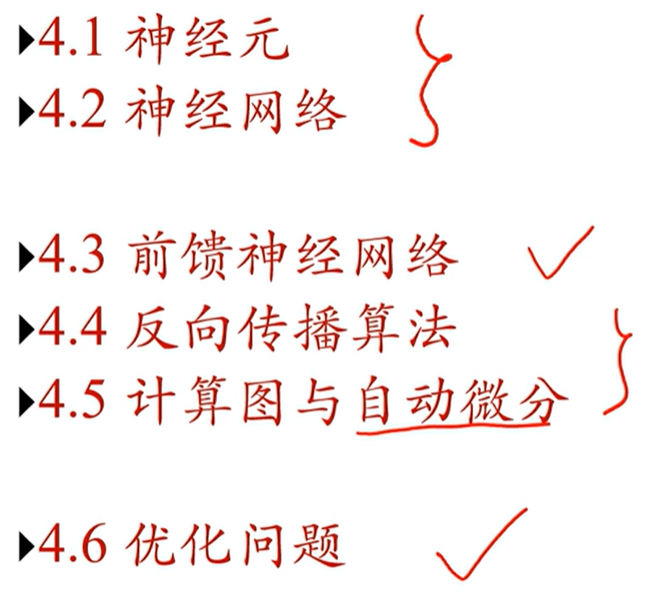 4.1 神经元
4.2 神经网络
4.3 前馈神经网络
4.4 反向传播算法
4.5 计算图与自动微分
4.6 优化问题